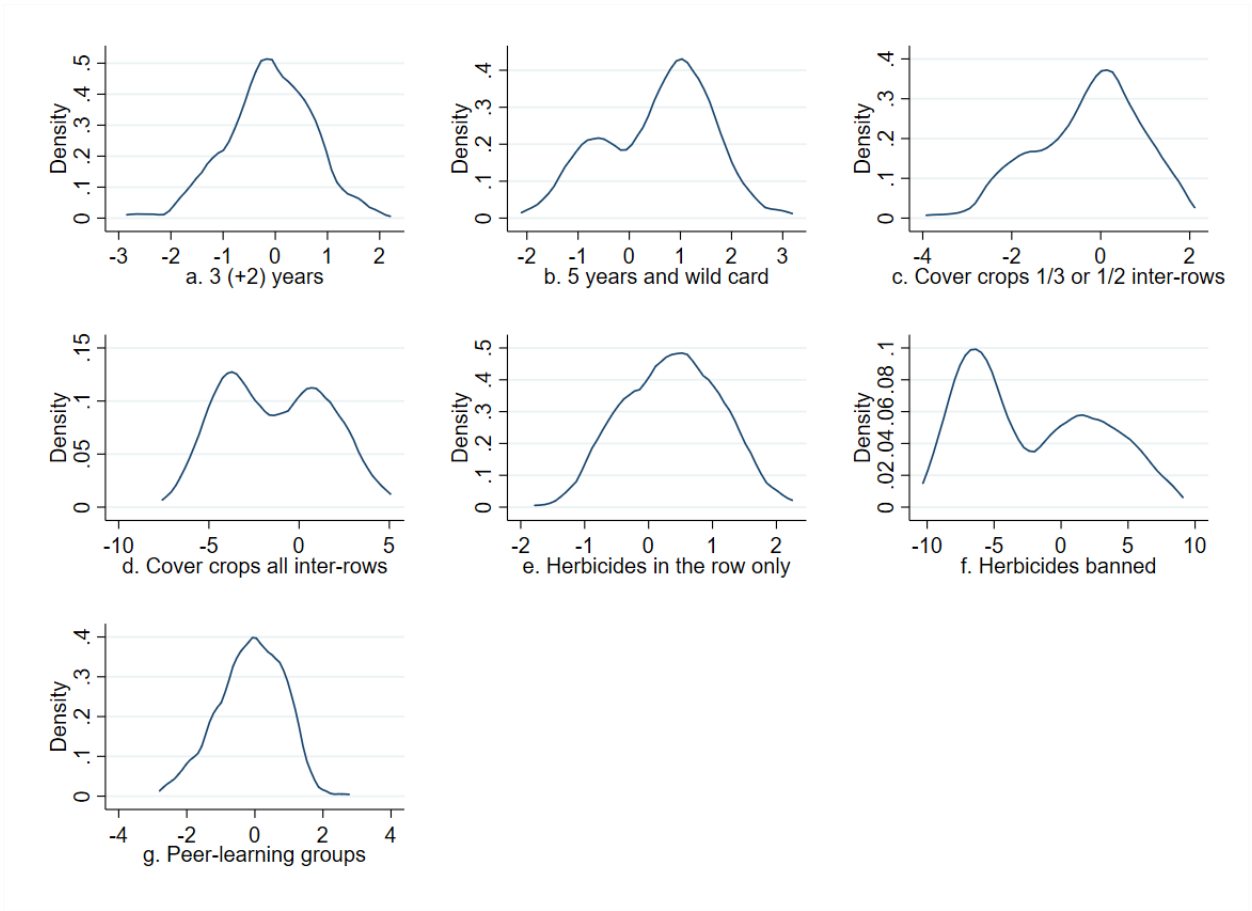 Density
.5
.4
.3
.2
.1
0
-3 -2 -1 0 1 2
a. 3 (+2) years
Density
.4
.3
.2
.1
0
-2 -1 0 1 2 3
b. 5 years and wild card
Density
.4
.3
.2
.1
0
-4 -2 0 2
c. Cover crops 1/3 or 1/2 inter-rows
Density
.15
.1
.05
0
-10 -5 0 5
d. Cover crops all inter-rows
Density
.5
.4
.3
.2
.1
0
-2 -1 0 1 2
e. Herbicides in the row only
Density
.1
.08
.06
.04
.02
0
-10 -5 0 5 10
f. Herbicides banned
Density
.4
.3
.2
.1
0
-4 -2 0 2 4
g. Peer-learning groups